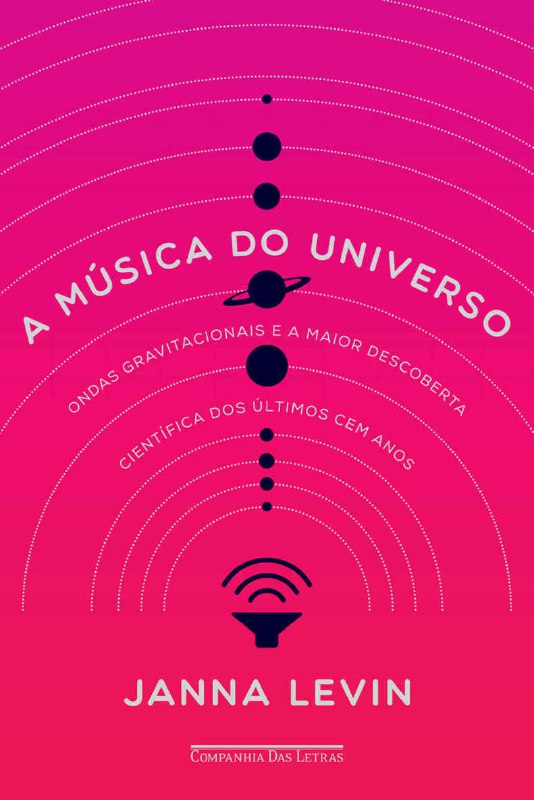 A MÚSICA DO UNIVERSO
ONDAS GRAVITACIONAIS E A MAIOR DESCOBERTA
CIENTÍFICA DOS ÚLTIMOS CEM ANOS
JANNA LEVIN
COMPANHIA DAS LETRAS